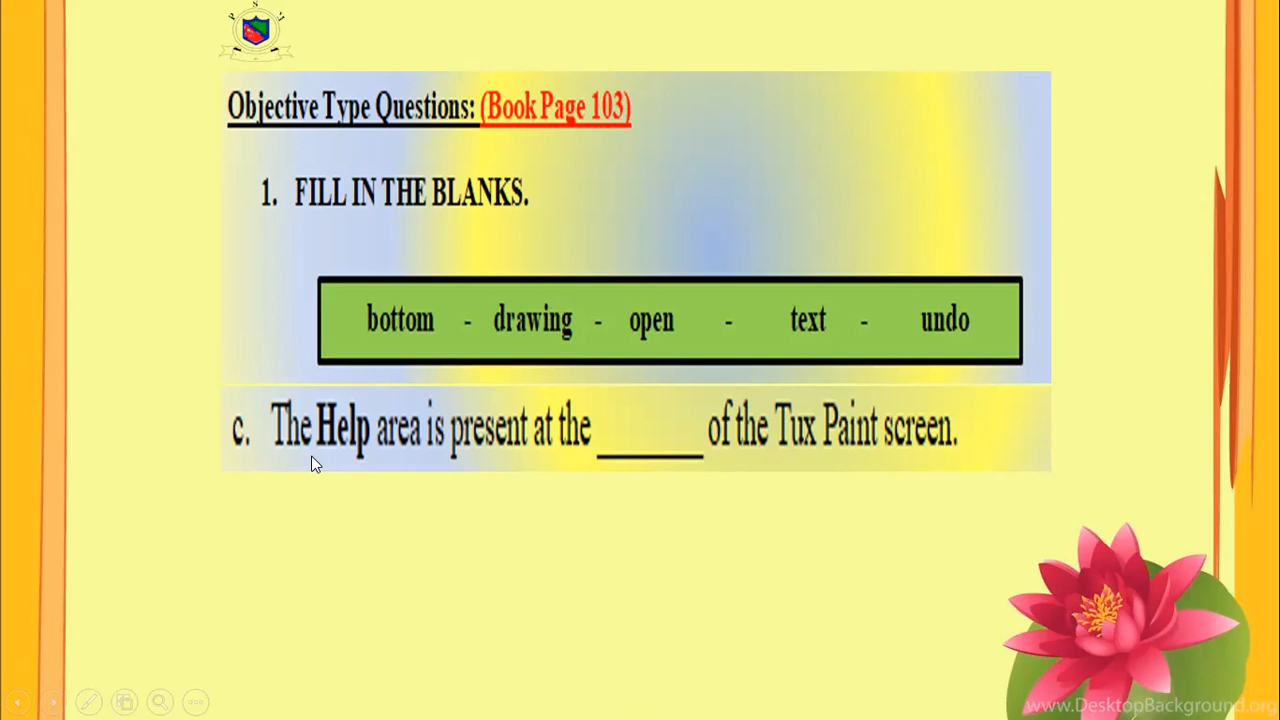 P S M
Objective Type Questions: (Book Page 103)
1. FILL IN THE BLANKS.
bottom - drawing - open - text - undo
c. The Help area is present at the ______ of the Tux Paint screen.
www.DesktopBackground.org